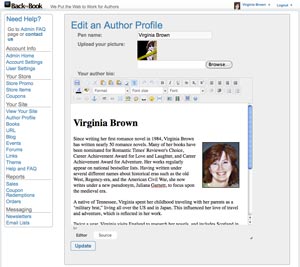 Back The Book
We Put the Web to Work for Authors
Virginia Brown
Need Help?
Go to Admin FAQ
page or contact
us
Account Info
Admin Home
Account Settings
User Settings
Your Store
Store Promo
Store Items
Coupons
Your Site
View Your Site
Author Profile
Books
URL
Blog
Events
Forums
Links
Theme
Help and FAQ
Reports
Sales
Coupon
Redemptions
Orders
Messaging
Newsletters
Email Lists
Edit an Author Profile
Pen name:
Virginia Brown
Upload your picture:
Browse...
Your author bio:
Format
Font
Size
Virginia Brown
Since writing her first romance novel in 1984, Virginia Brown
has written nearly 50 romance novels. Many of her books have
been nominated for Romantic Times' Reviewer's Choice,
Career Achievement Award for Love and Laughter, and Career
Achievement Award for Adventure. Her works regularly
appear on national bestseller lists. Having written under
several different names about historical eras such as the old
West, Regency-era, and the American Civil War, she now
writes under a new pseudonym, Juliana Garnett, to focus upon
the medieval era.
A native of Tennessee, Virginia spent her childhood traveling with her parents as a
"military brat," living all over the US and Japan. This influenced her love of travel
and adventure, which is reflected in her work.
Editor
Source
Update